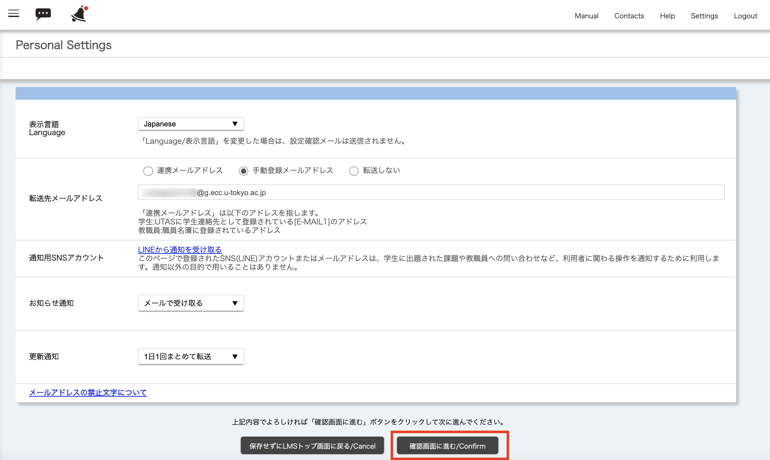 Manual Contacts Help Settings Logout
Personal Settings
表示言語
Language
Japanese ▼
「Language/表示言語」を変更した場合は、設定確認メールは送信されません。
転送先メールアドレス
連携メールアドレス 手動登録メールアドレス 転送しない
@g.ecc.u-tokyo.ac.jp
「連携メールアドレス」は以下のアドレスを指します。
学生:UTASに学生連絡先として登録されている[E-MAIL1]のアドレス
教職員:職員名簿に登録されているアドレス
通知用SNSアカウント
LINEから通知を受け取る
このページで登録されたSNS(LINE)アカウントまたはメールアドレスは、学生に出題された課題や教職員への問い合わせなど、利用者に関わる操作を通知するために利用しま
す。通知以外の目的で用いることはありません。
お知らせ通知
メールで受け取る ▼
更新通知
1日1回まとめて転送 ▼
メールアドレスの禁止文字について
上記内容でよろしければ「確認画面に進む」ボタンをクリックして次に進んでください。
保存せずにLMSトップ画面に戻る/Cancel 確認画面に進む/Confirm